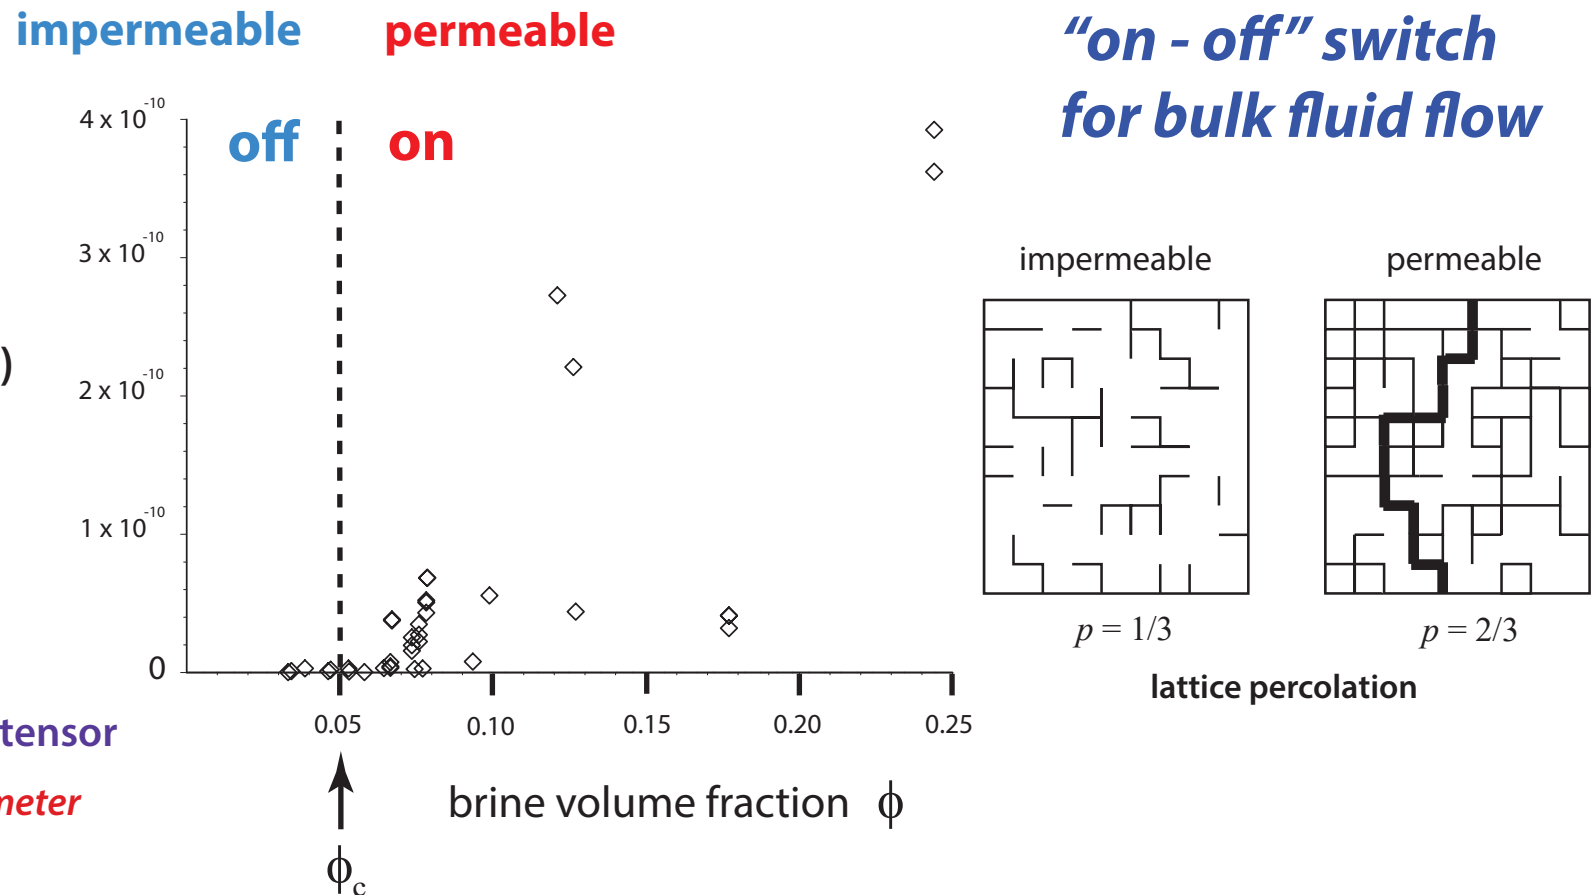 impermeable permeable
“on - off” switch
for bulk fluid flow
off on
4 x 10⁻¹⁰
3 x 10⁻¹⁰
)
2 x 10⁻¹⁰
1 x 10⁻¹⁰
0
0.05 0.10 0.15 0.20 0.25
tensor
meter
brine volume fraction ϕ
ϕc
impermeable permeable
p = 1/3 p = 2/3
lattice percolation